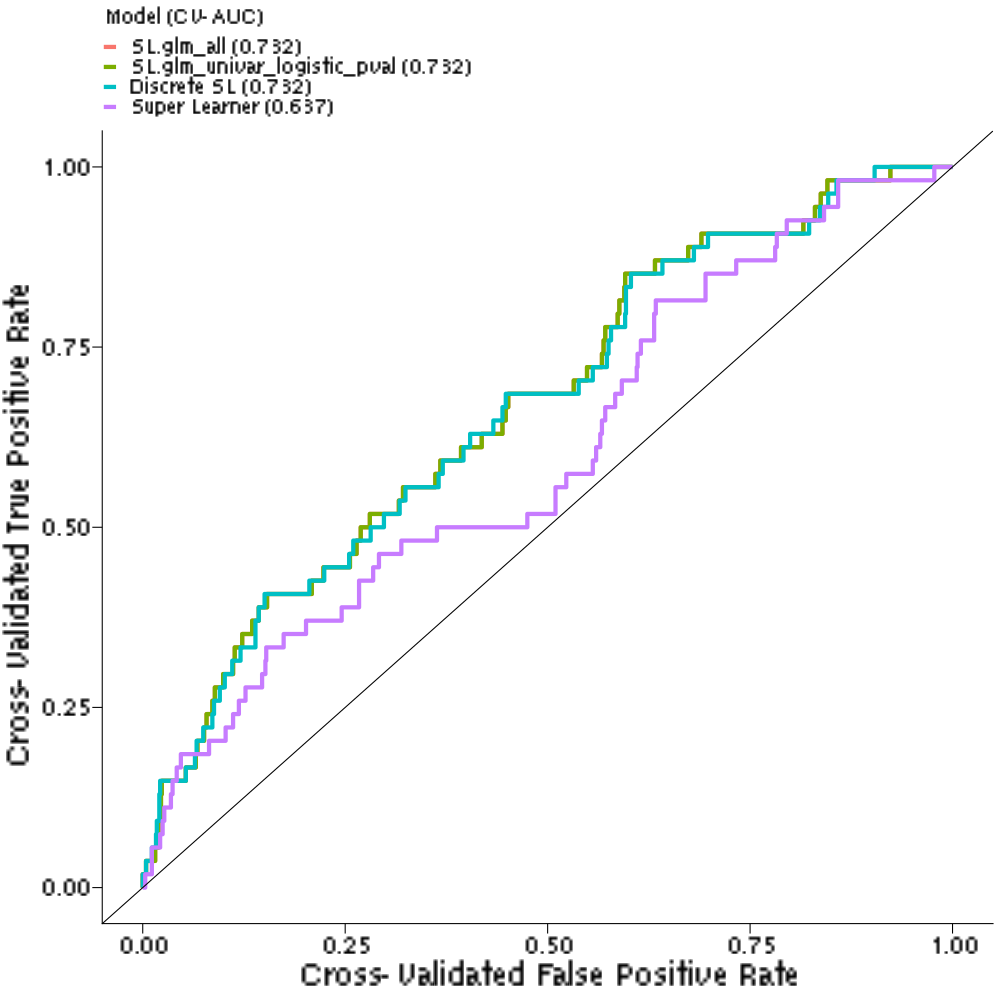 Model (CV- AUC)
SL.glm_all (0.732)
SL.glm_univar_logistic_pval (0.732)
Discrete SL (0.732)
Super Learner (0.637)
1.00
0.75
0.50
0.25
0.00
Cross- Validated True Positive Rate
0.00 0.25 0.50 0.75 1.00
Cross- Validated False Positive Rate